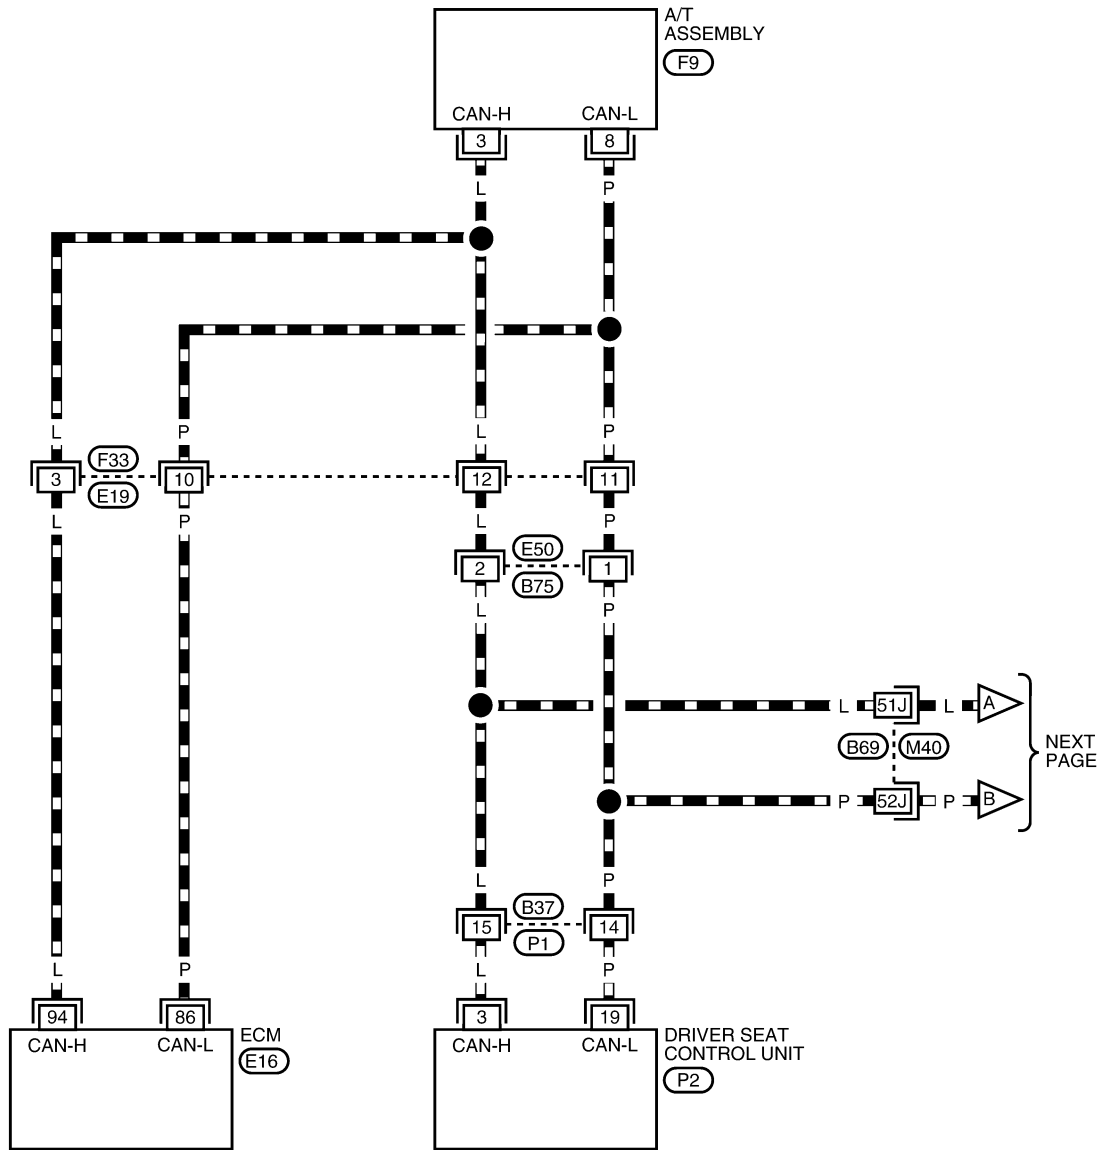 A/T
ASSEMBLY
F9
CAN-H
CAN-L
3
8
L
P
L
P
L
P
F33
3
10
12
11
E19
L
P
L
P
E50
2
1
B75
L
P
L
51J
L
A
B69
M40
NEXT
PAGE
P
52J
P
B
L
P
B37
15
14
P1
L
P
L
P
94
86
3
19
CAN-H
CAN-L
ECM
E16
CAN-H
CAN-L
DRIVER SEAT
CONTROL UNIT
P2